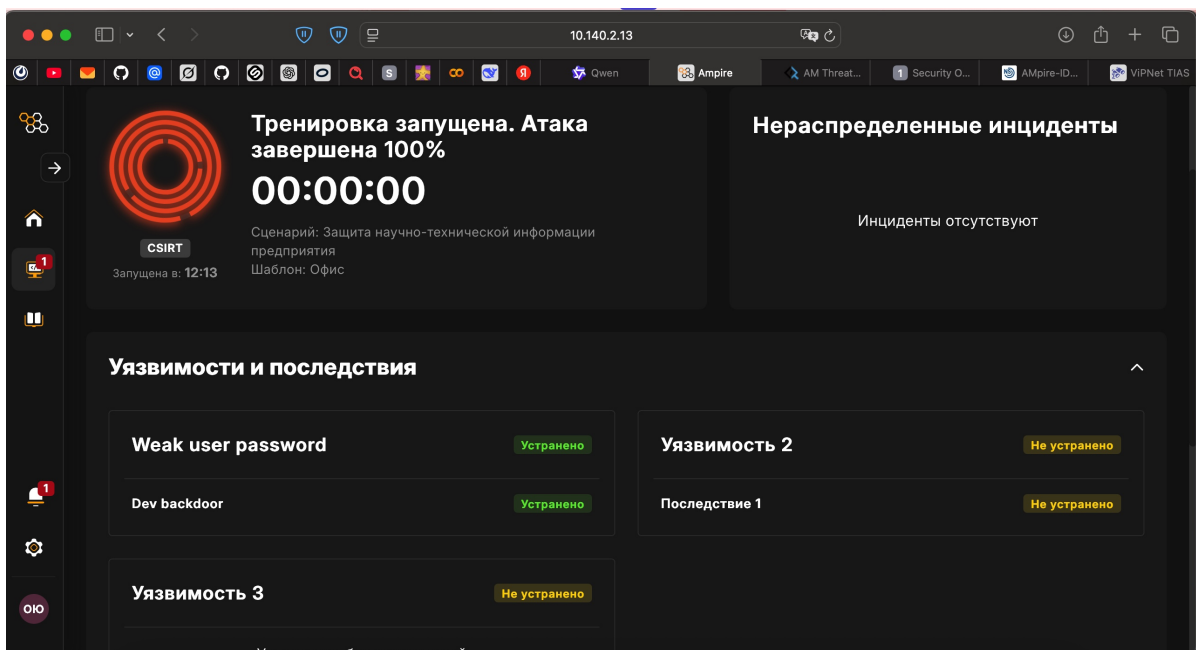 10.140.2.13
Qwen
Ampire
AM Threat...
1 Security O...
AMpire-ID...
ViPNet TIAS
Тренировка запущена. Атака
завершена 100%
00:00:00
CSIRT
Запущена в: 12:13
Сценарий: Защита научно-технической информации
предприятия
Шаблон: Офис
Нераспределенные инциденты
Инциденты отсутствуют
1
Уязвимости и последствия
Weak user password
Устранено
Dev backdoor
Устранено
Уязвимость 2
Не устранено
Последствие 1
Не устранено
Уязвимость 3
Не устранено
1
ОЮ